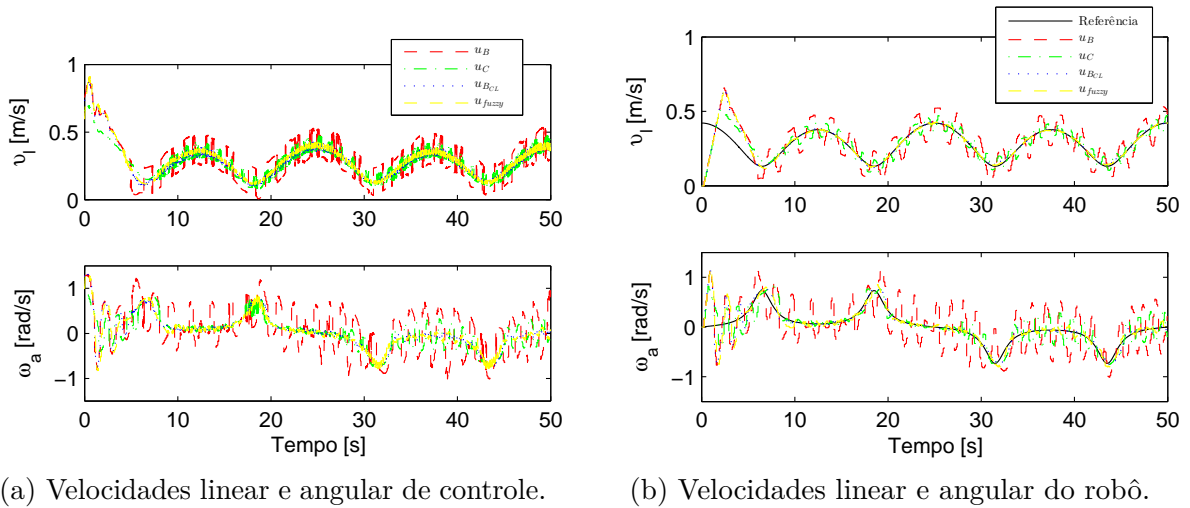 u_B
u_C
u_{B_{CL}}
u_{fuzzy}
1
0.5
0
υ_l [m/s]
0 10 20 30 40 50
1
0
−1
ω_a [rad/s]
0 10 20 30 40 50
Tempo [s]
(a) Velocidades linear e angular de controle.
Referência
u_B
u_C
u_{B_{CL}}
u_{fuzzy}
1
0.5
0
υ_l [m/s]
0 10 20 30 40 50
1
0
−1
ω_a [rad/s]
0 10 20 30 40 50
Tempo [s]
(b) Velocidades linear e angular do robô.